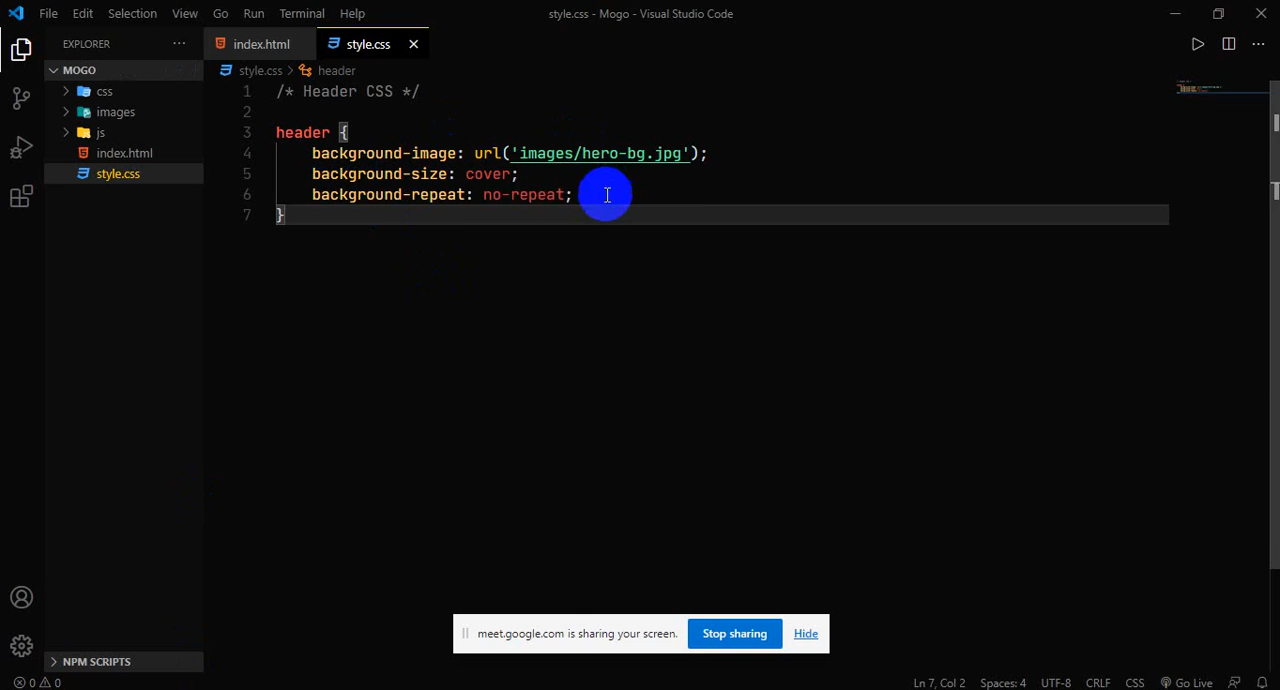 File Edit Selection View Go Run Terminal Help
style.css - Mogo - Visual Studio Code
EXPLORER
index.html
style.css
MOGO
css
images
js
index.html
style.css
NPM SCRIPTS
style.css > header
1 /* Header CSS */
2
3 header {
4 background-image: url('images/hero-bg.jpg');
5 background-size: cover;
6 background-repeat: no-repeat;
7 }
meet.google.com is sharing your screen. Stop sharing Hide
0 0 Ln 7, Col 2 Spaces: 4 UTF-8 CRLF CSS Go Live